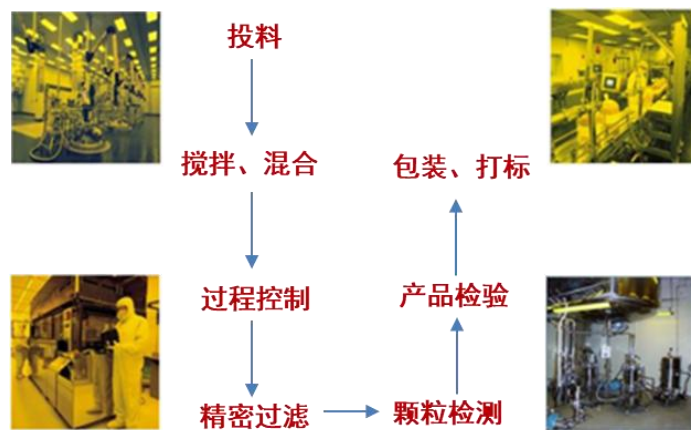 投料
搅拌、混合
过程控制
精密过滤
颗粒检测
产品检验
包装、打标